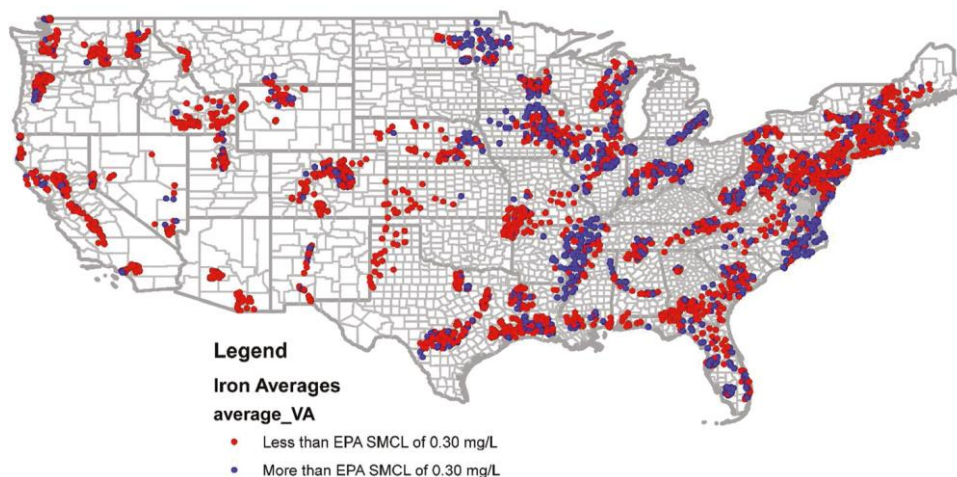 Legend
Iron Averages
average_VA
Less than EPA SMCL of 0.30 mg/L
More than EPA SMCL of 0.30 mg/L